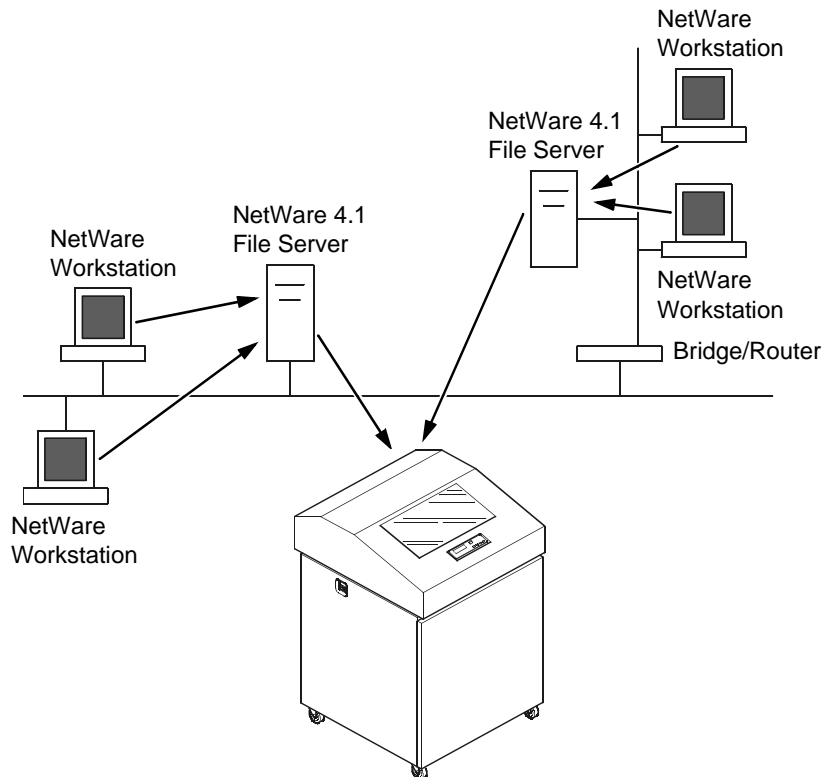 NetWare
Workstation
NetWare 4.1
File Server
NetWare 4.1
File Server
NetWare
Workstation
NetWare
Workstation
Bridge/Router
NetWare
Workstation